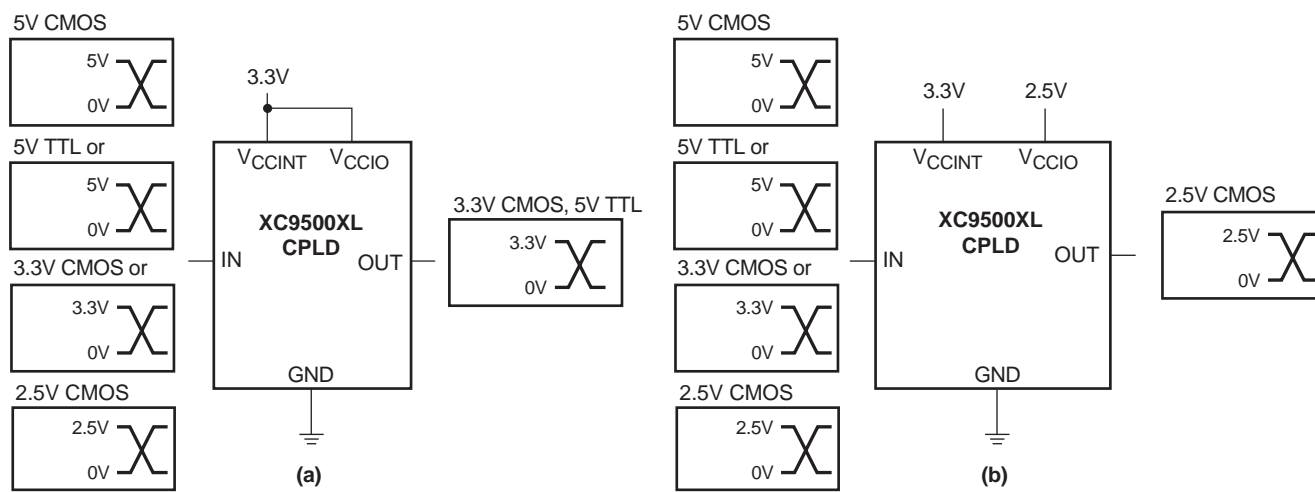 5V CMOS
5V
0V
5V TTL or
5V
0V
3.3V CMOS or
3.3V
0V
2.5V CMOS
2.5V
0V
3.3V
VCCINT VCCIO
XC9500XL
CPLD
IN
OUT
GND
3.3V CMOS, 5V TTL
3.3V
0V
(a)
5V CMOS
5V
0V
5V TTL or
5V
0V
3.3V CMOS or
3.3V
0V
2.5V CMOS
2.5V
0V
3.3V 2.5V
VCCINT VCCIO
XC9500XL
CPLD
IN
OUT
GND
2.5V CMOS
2.5V
0V
(b)